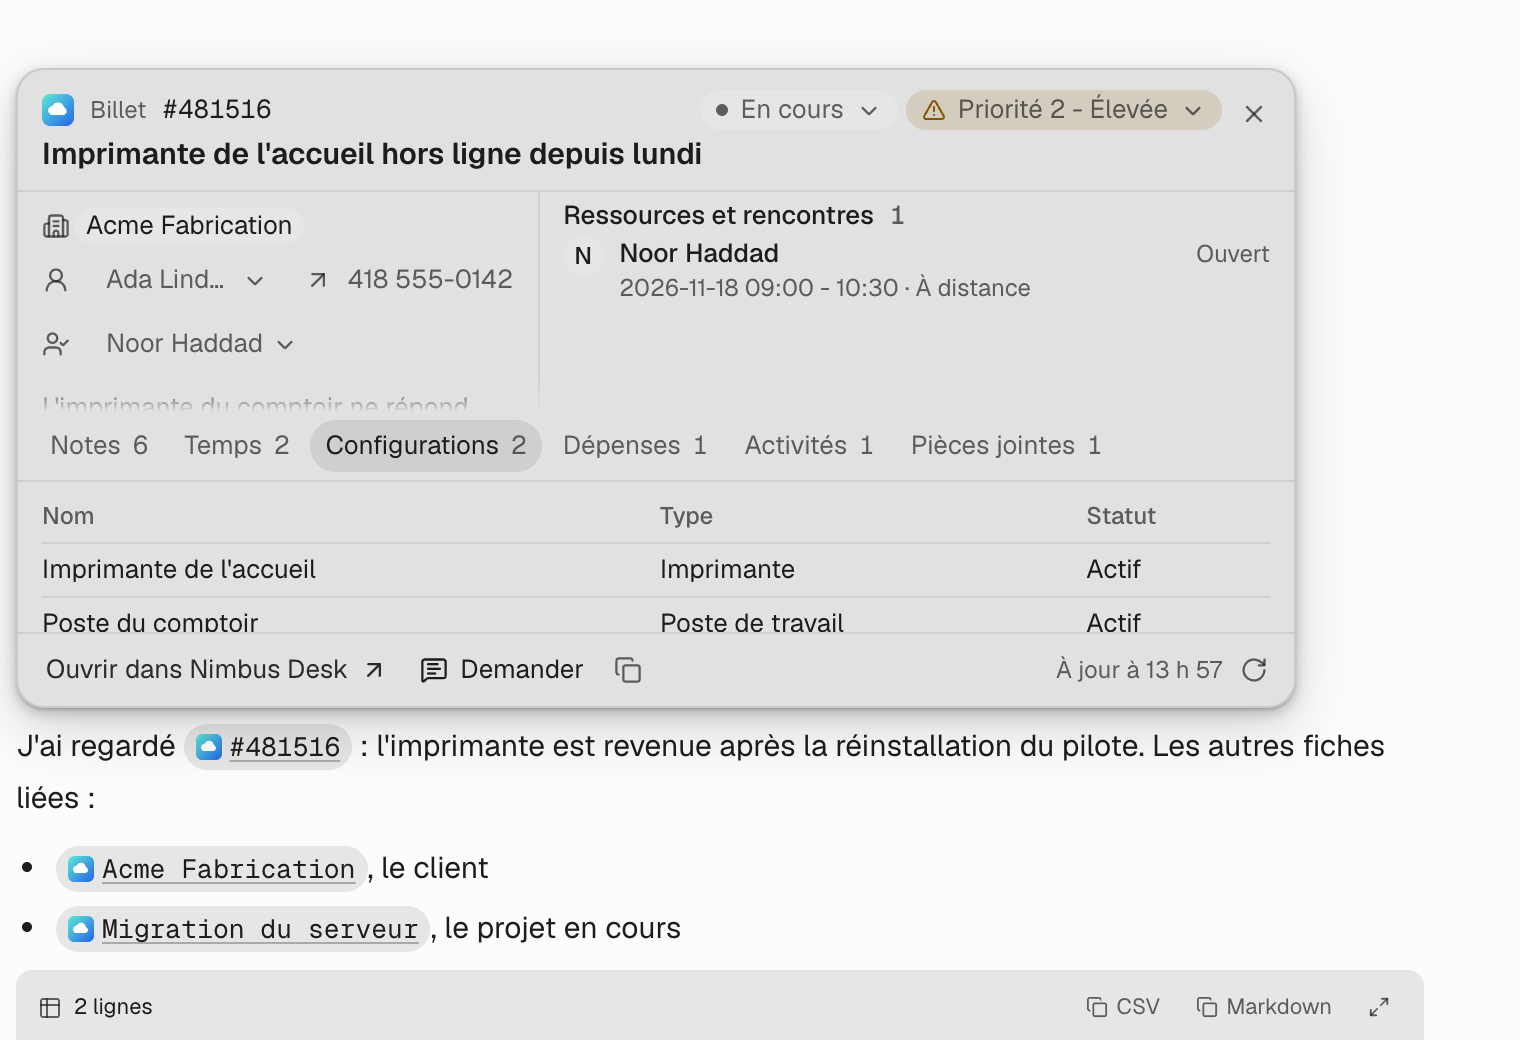 Billet #481516
En cours
Priorité 2 - Élevée
Imprimante de l'accueil hors ligne depuis lundi
Acme Fabrication
Ada Lind... 418 555-0142
Noor Haddad
L'imprimante du comptoir ne répond
Ressources et rencontres 1
N Noor Haddad Ouvert
2026-11-18 09:00 - 10:30 · À distance
Notes 6 Temps 2 Configurations 2 Dépenses 1 Activités 1 Pièces jointes 1
Nom Type Statut
Imprimante de l'accueil Imprimante Actif
Poste du comptoir Poste de travail Actif
Ouvrir dans Nimbus Desk Demander À jour à 13 h 57
J'ai regardé #481516 : l'imprimante est revenue après la réinstallation du pilote. Les autres fiches
liées :
• Acme Fabrication, le client
• Migration du serveur, le projet en cours
2 lignes CSV Markdown